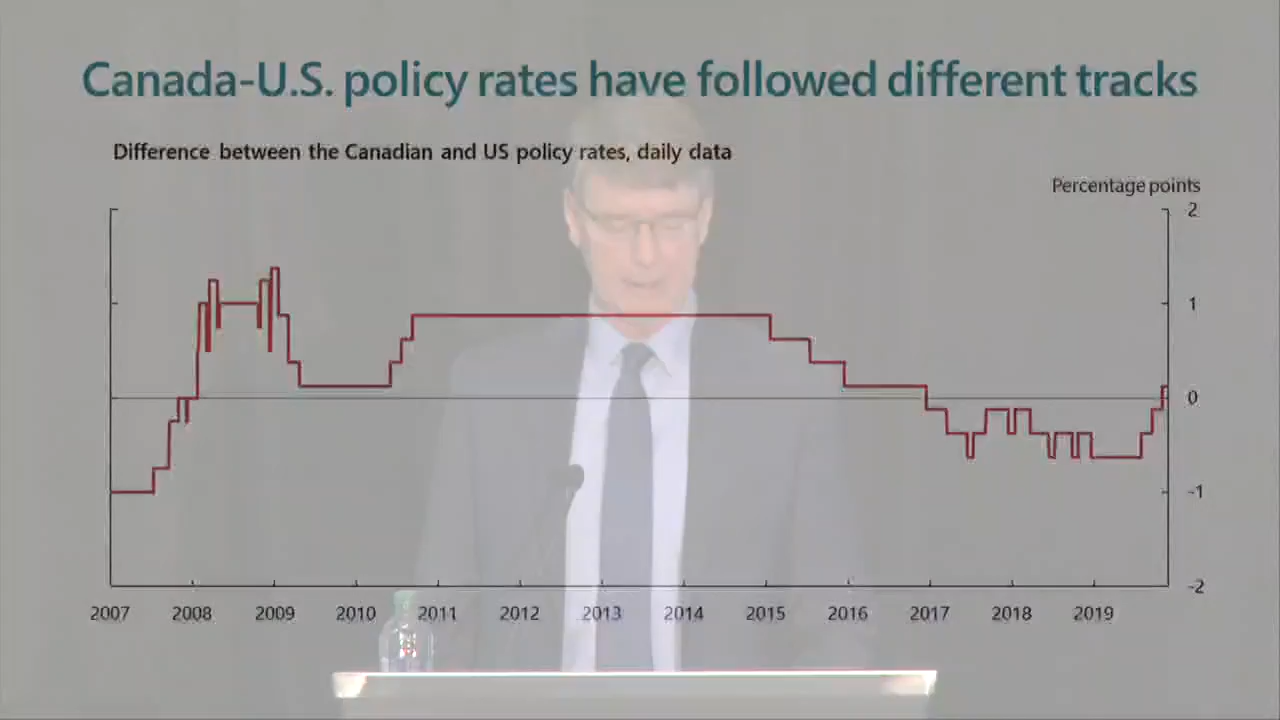 Canada-U.S. policy rates have followed different tracks
Difference between the Canadian and US policy rates, daily data
Percentage points
2
1
0
-1
-2
2007 2008 2009 2010 2011 2012 2013 2014 2015 2016 2017 2018 2019